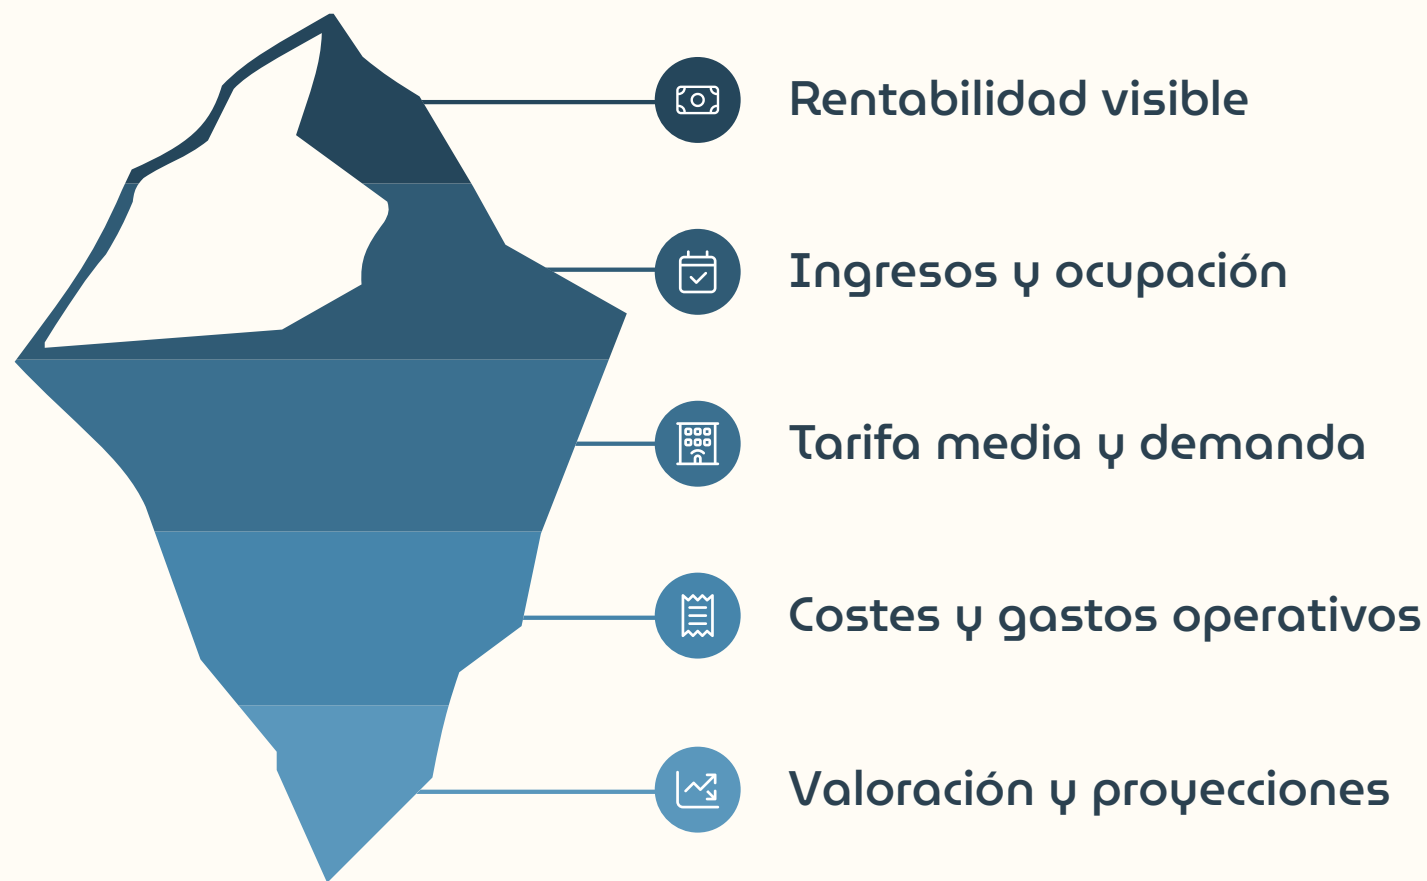 Rentabilidad visible
Ingresos y ocupación
Tarifa media y demanda
Costes y gastos operativos
Valoración y proyecciones